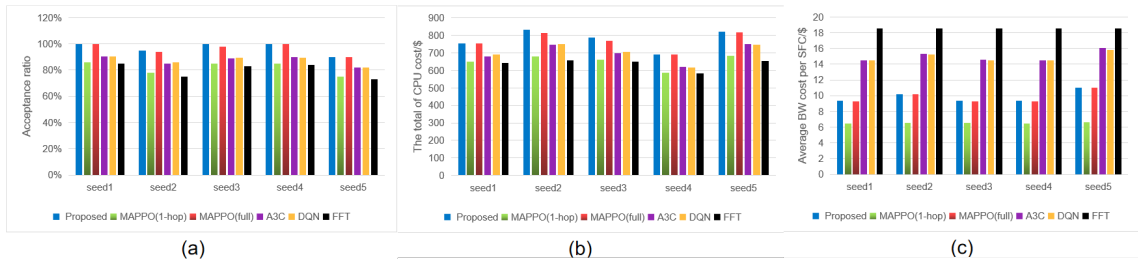 120%
100%
80%
60%
40%
20%
0%
Acceptance ratio
seed1 seed2 seed3 seed4 seed5
Proposed MAPPO(1-hop) MAPPO(full) A3C DQN FFT
(a)
900
800
700
600
500
400
300
200
100
0
The total of CPU cost/$
seed1 seed2 seed3 seed4 seed5
Proposed MAPPO(1-hop) MAPPO(full) A3C DQN FFT
(b)
20
18
16
14
12
10
8
6
4
2
0
Average BW cost per SFC/$
seed1 seed2 seed3 seed4 seed5
Proposed MAPPO(1-hop) MAPPO(full) A3C DQN FFT
(c)